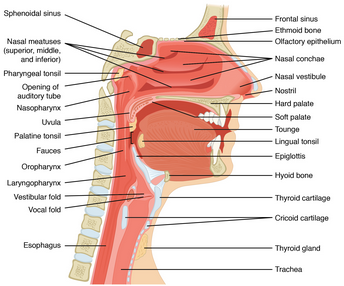 Sphenoidal sinus
Nasal meatuses
(superior, middle,
and inferior)
Pharyngeal tonsil
Opening of
auditory tube
Nasopharynx
Uvula
Palatine tonsil
Fauces
Oropharynx
Laryngopharynx
Vestibular fold
Vocal fold
Esophagus
Frontal sinus
Ethmoid bone
Olfactory epithelium
Nasal conchae
Nasal vestibule
Nostril
Hard palate
Soft palate
Tounge
Lingual tonsil
Epiglottis
Hyoid bone
Thyroid cartilage
Cricoid cartilage
Thyroid gland
Trachea